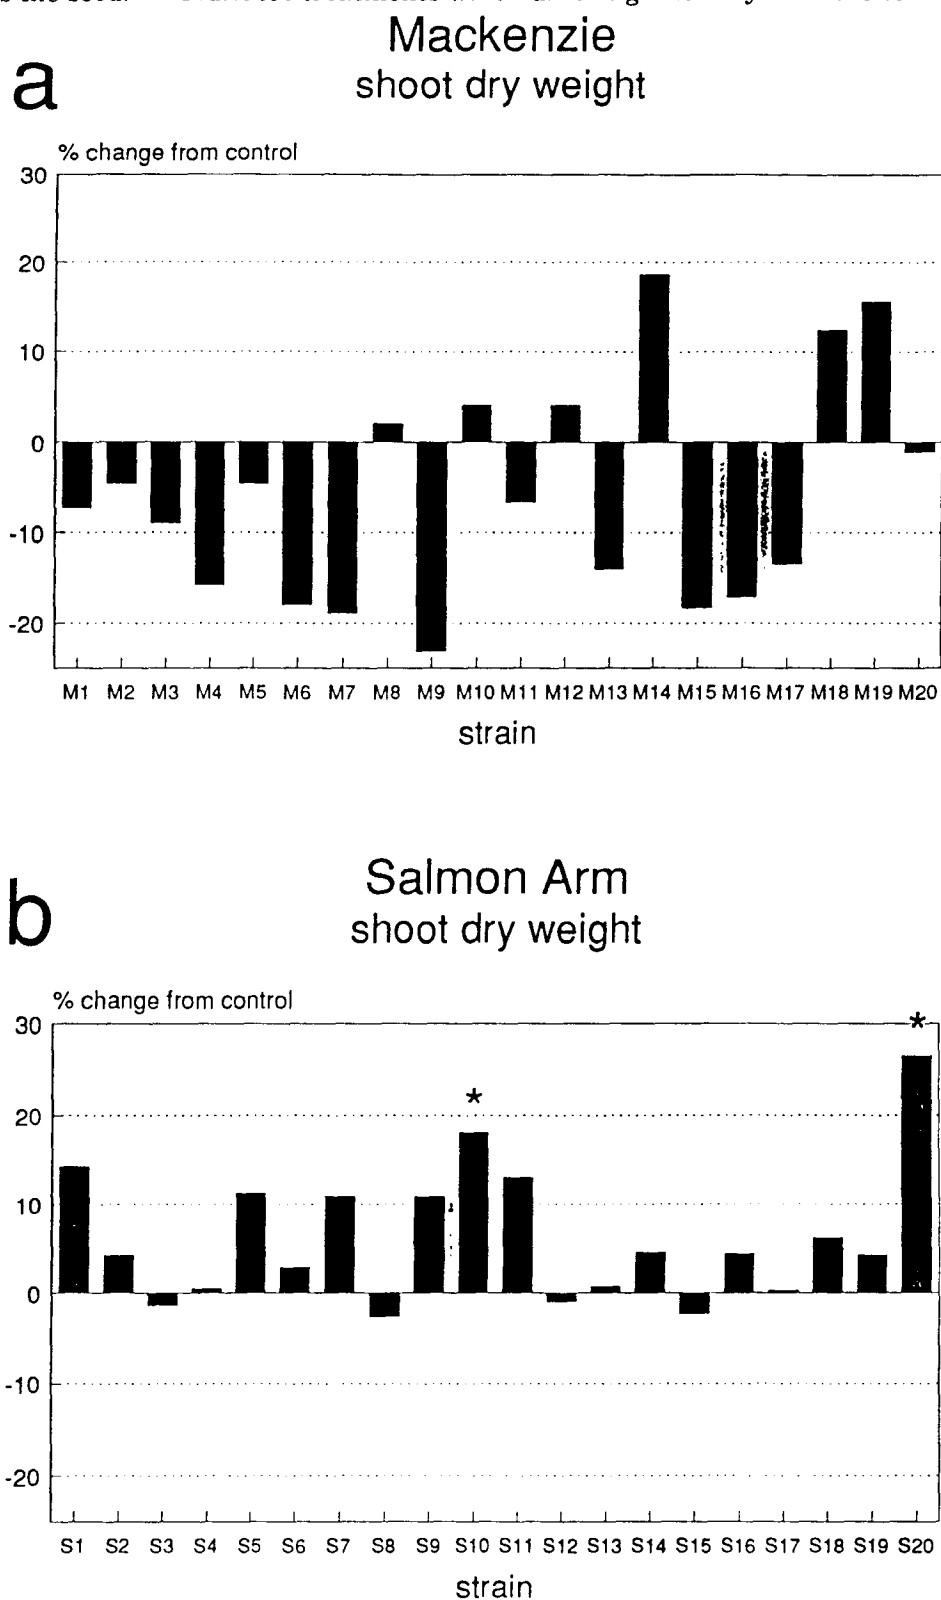 Mackenzie
a
shoot dry weight
% change from control
30
20
10
0
-10
-20
M1 M2 M3 M4 M5 M6 M7 M8 M9 M10 M11 M12 M13 M14 M15 M16 M17 M18 M19 M20
strain
Salmon Arm
b
shoot dry weight
% change from control
30
*
20
*
10
0
-10
-20
S1 S2 S3 S4 S5 S6 S7 S8 S9 S10 S11 S12 S13 S14 S15 S16 S17 S18 S19 S20
strain